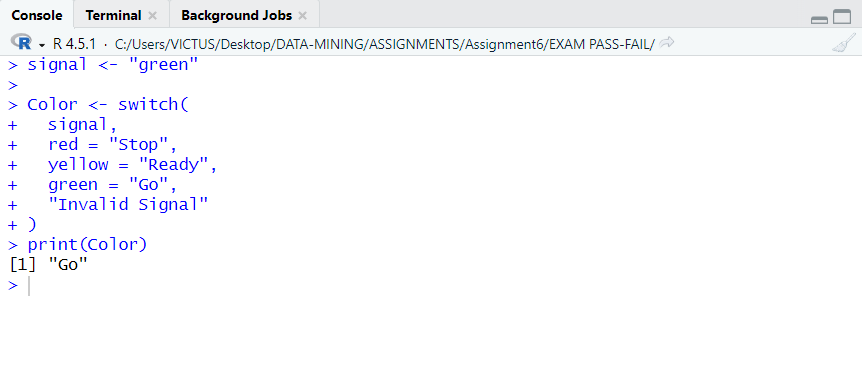 Console Terminal Background Jobs
R R 4.5.1 · C:/Users/VICTUS/Desktop/DATA-MINING/ASSIGNMENTS/Assignment6/EXAM PASS-FAIL/
> signal <- "green"
>
> Color <- switch(
+   signal,
+   red = "Stop",
+   yellow = "Ready",
+   green = "Go",
+   "Invalid Signal"
+ )
> print(Color)
[1] "Go"
>